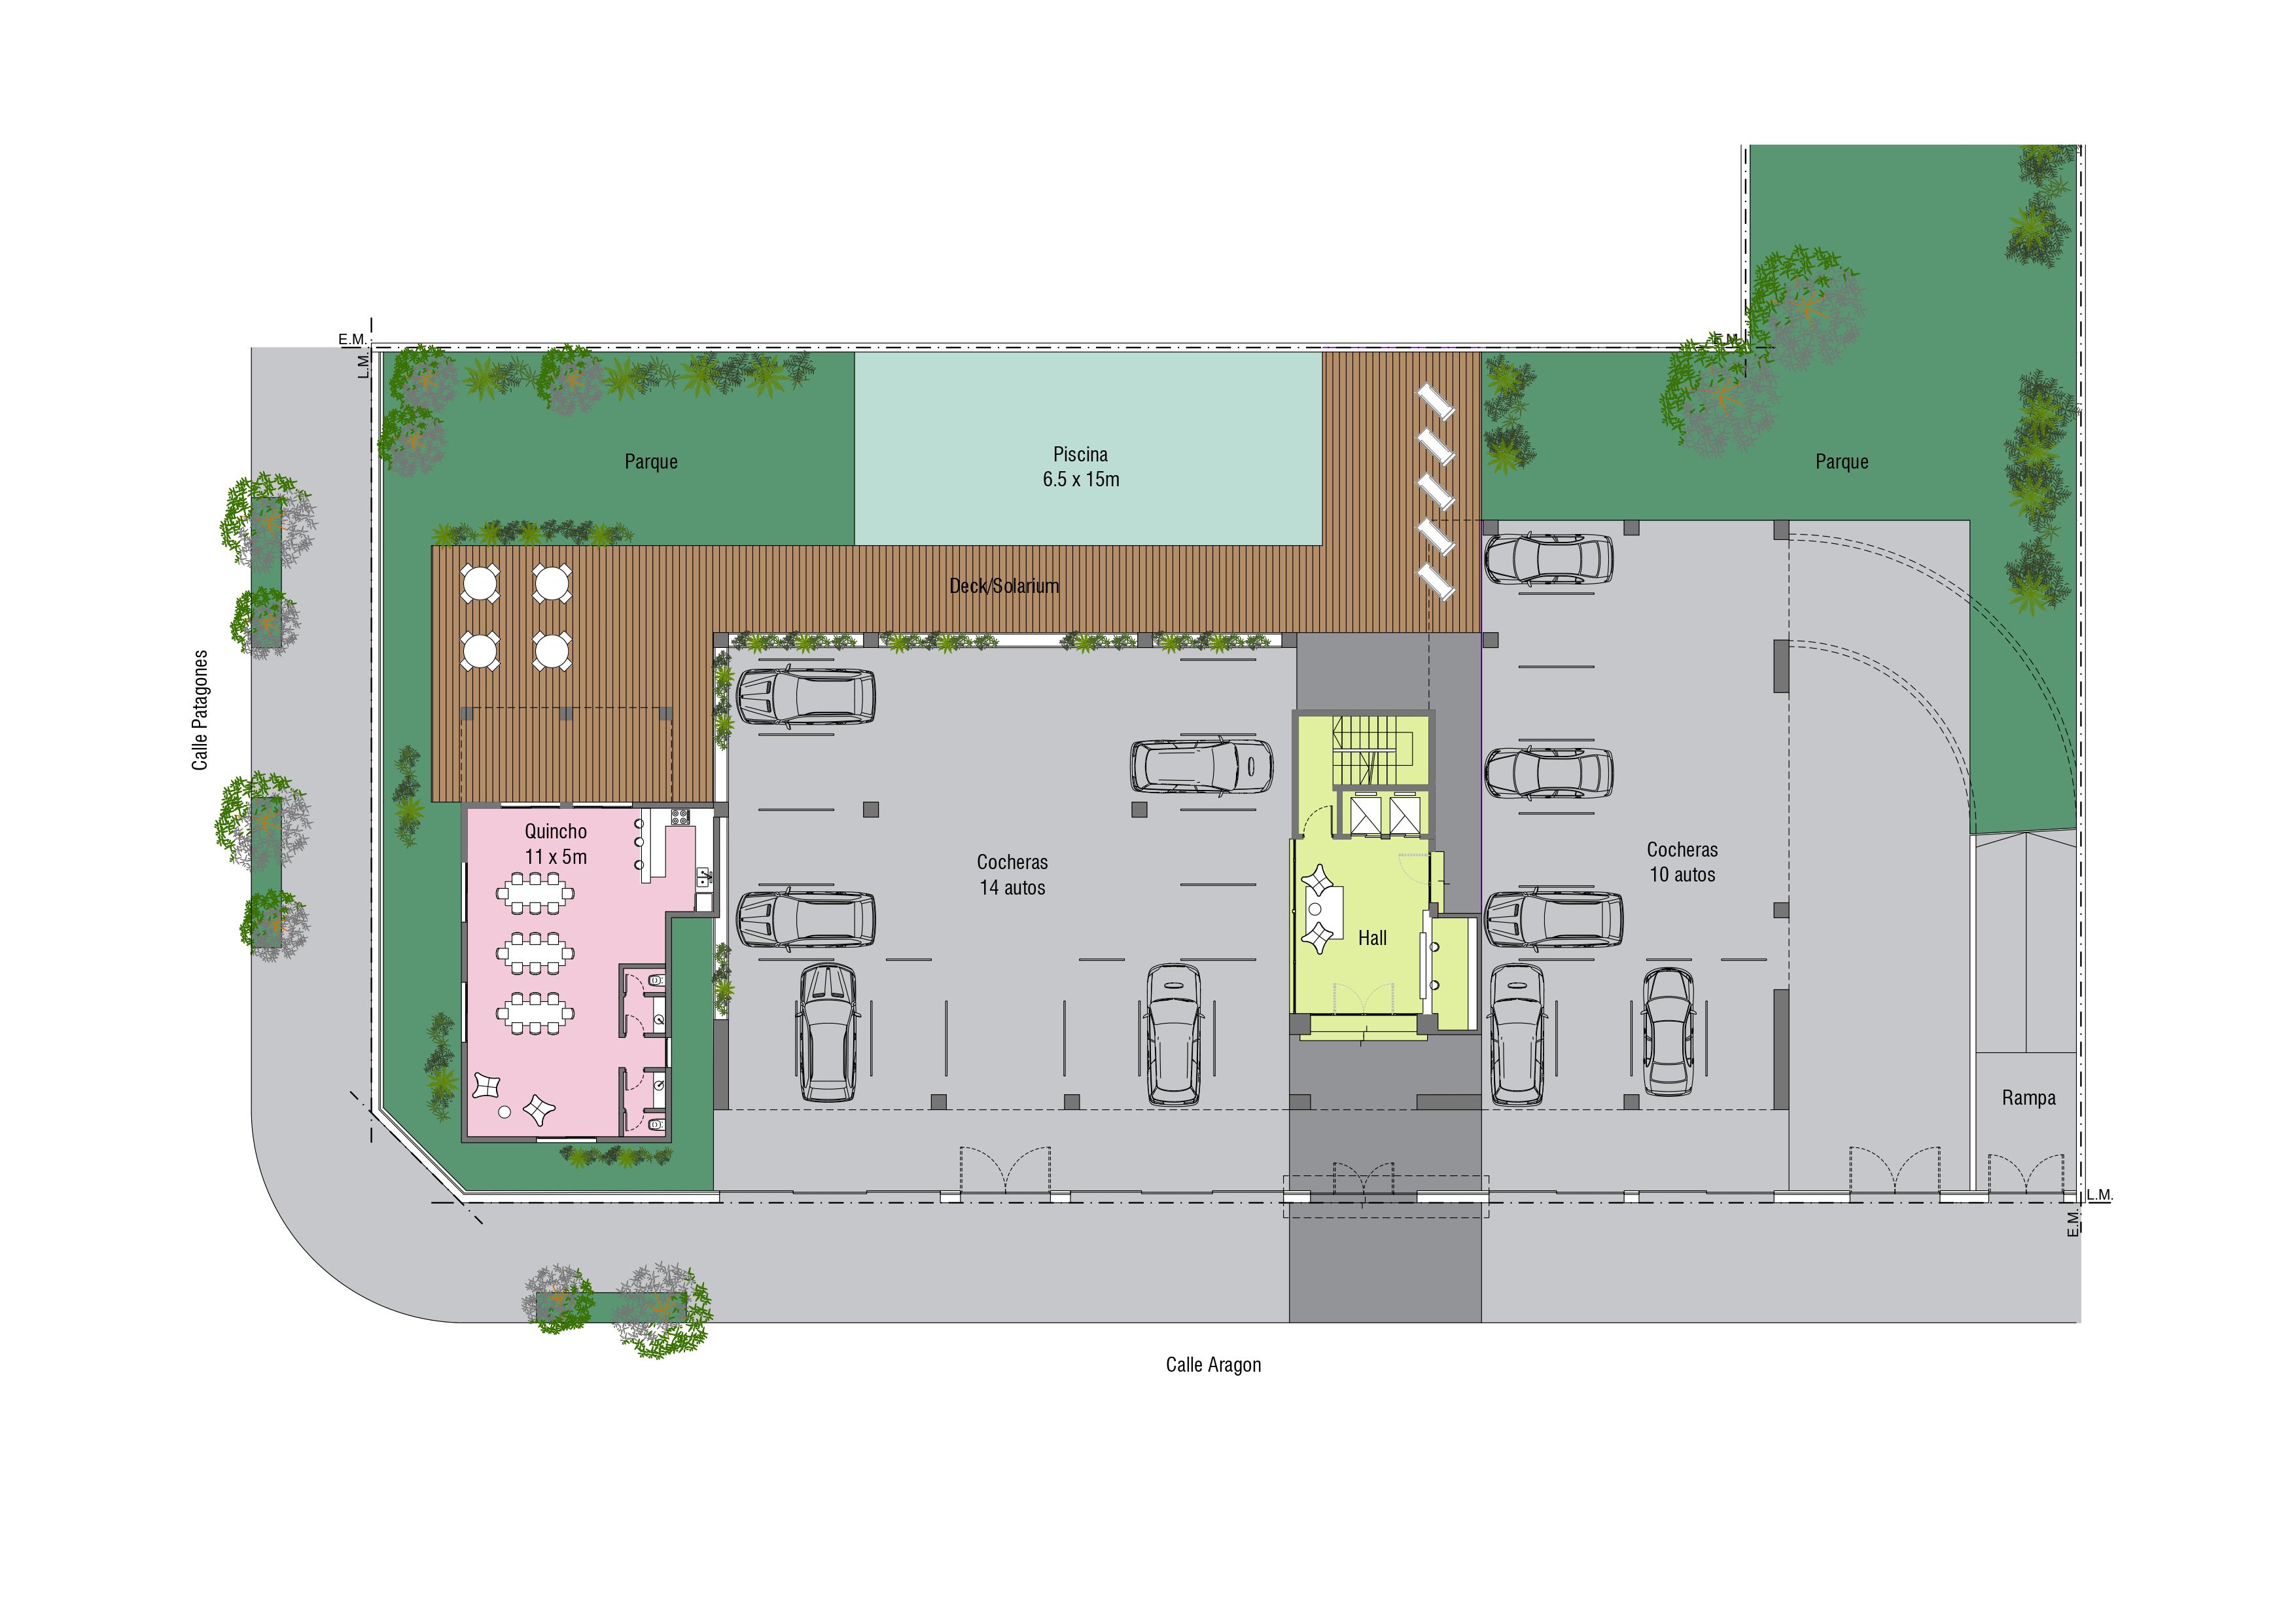 E.M.
L.M.
E.M.
Parque
Piscina
6.5 x 15m
Parque
Deck/Solarium
Calle Patagones
Quincho
11 x 5m
Cocheras
14 autos
Cocheras
10 autos
Hall
Rampa
L.M.
E.M.
Calle Aragon